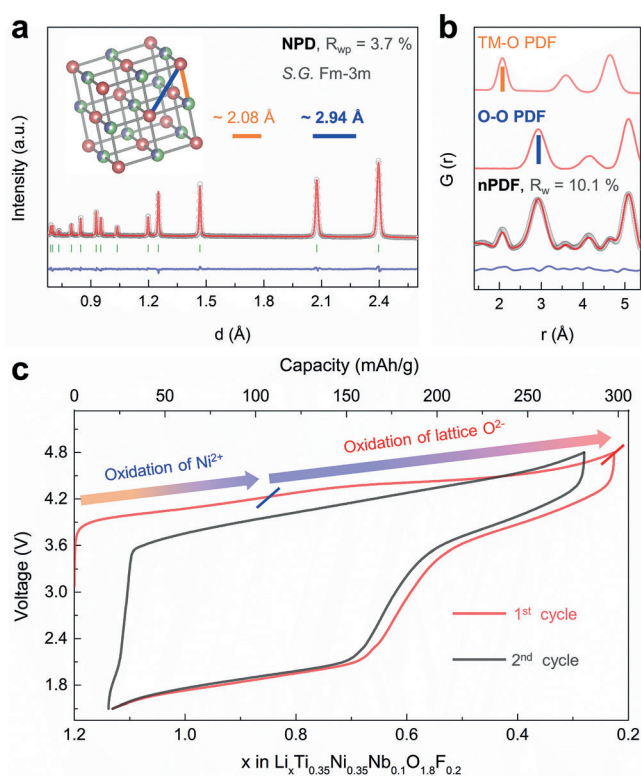 a
NPD, Rwp = 3.7 %
S.G. Fm-3m
~ 2.08 Å
~ 2.94 Å
Intensity (a.u.)
0.9 1.2 1.5 1.8 2.1 2.4
d (Å)
b
TM-O PDF
O-O PDF
nPDF, Rw = 10.1 %
G (r)
2 3 4 5
r (Å)
c
Capacity (mAh/g)
0 50 100 150 200 250 300
Oxidation of Ni²⁺
Oxidation of lattice O²⁻
Voltage (V)
4.8
4.2
3.6
3.0
2.4
1.8
1st cycle
2nd cycle
1.2 1.0 0.8 0.6 0.4 0.2
x in LiₓTi₀.₃₅Ni₀.₃₅Nb₀.₁O₁.₈F₀.₂